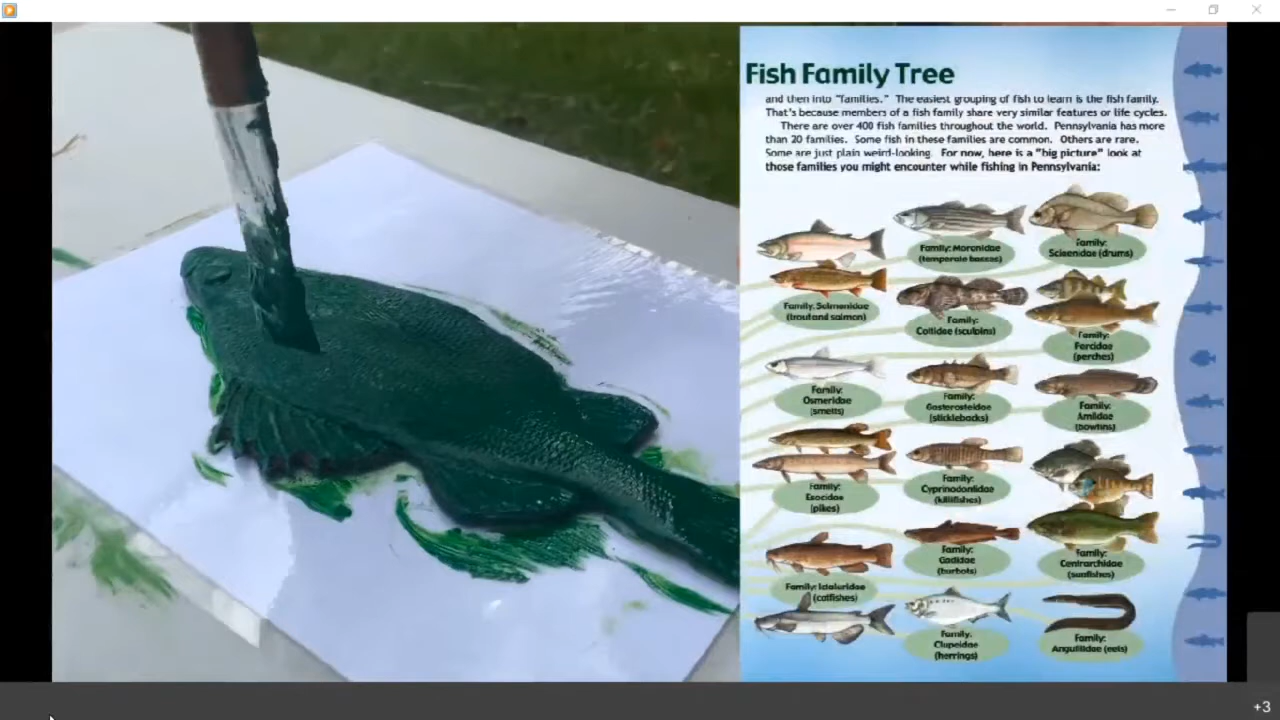 Fish Family Tree
and then into "families." The easiest grouping of fish to learn is the fish family.
That's because members of a fish family share very similar features or life cycles.
There are over 400 fish families throughout the world. Pennsylvania has more
than 20 families. Some fish in these families are common. Others are rare.
Some are just plain weird-looking. For now, here is a "big picture" look at
those families you might encounter while fishing in Pennsylvania:
Family: Moronidae
(temperate basses)
Family:
Sciaenidae (drums)
Family: Salmonidae
(trout and salmon)
Family:
Cottidae (sculpins)
Family:
Percidae
(perches)
Family:
Osmeridae
(smelts)
Family:
Gasterosteidae
(sticklebacks)
Family:
Amiidae
(bowfins)
Family:
Esocidae
(pikes)
Family:
Cyprinodontidae
(killifishes)
Family:
Gadidae
(burbots)
Family:
Centrarchidae
(sunfishes)
Family: Ictaluridae
(catfishes)
Family:
Clupeidae
(herrings)
Family:
Anguillidae (eels)
+3